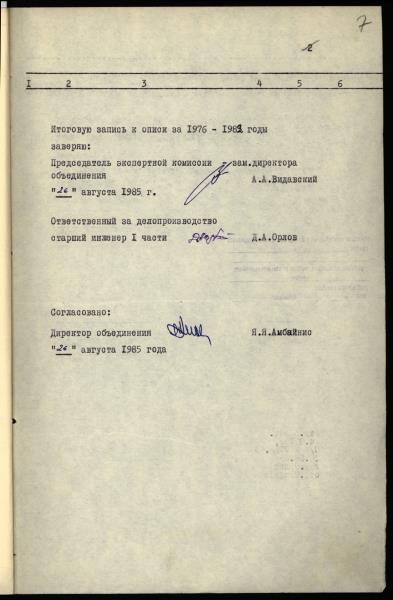 7
2
1 2 3 4 5 6
Итоговую запись к описи за 1976 - 1982 годы
заверяю:
Председатель экспертной комиссии - зам.директора
объединения А.А.Видавский
"26" августа 1985 г.
Ответственный за делопроизводство
старший инженер I части Д.А.Орлов
Согласовано:
Директор объединения Я.Я.Амбайнис
"26" августа 1985 года